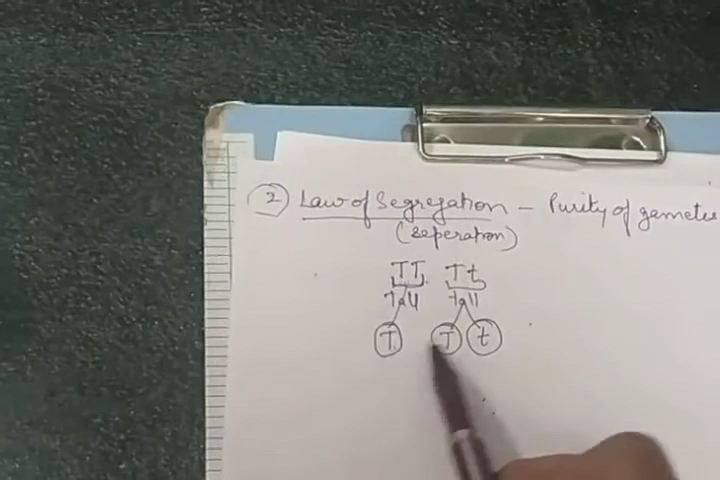 2 Law of Segregation - Purity of gametes
(Seperation)
TT Tt
tall tall
T T t